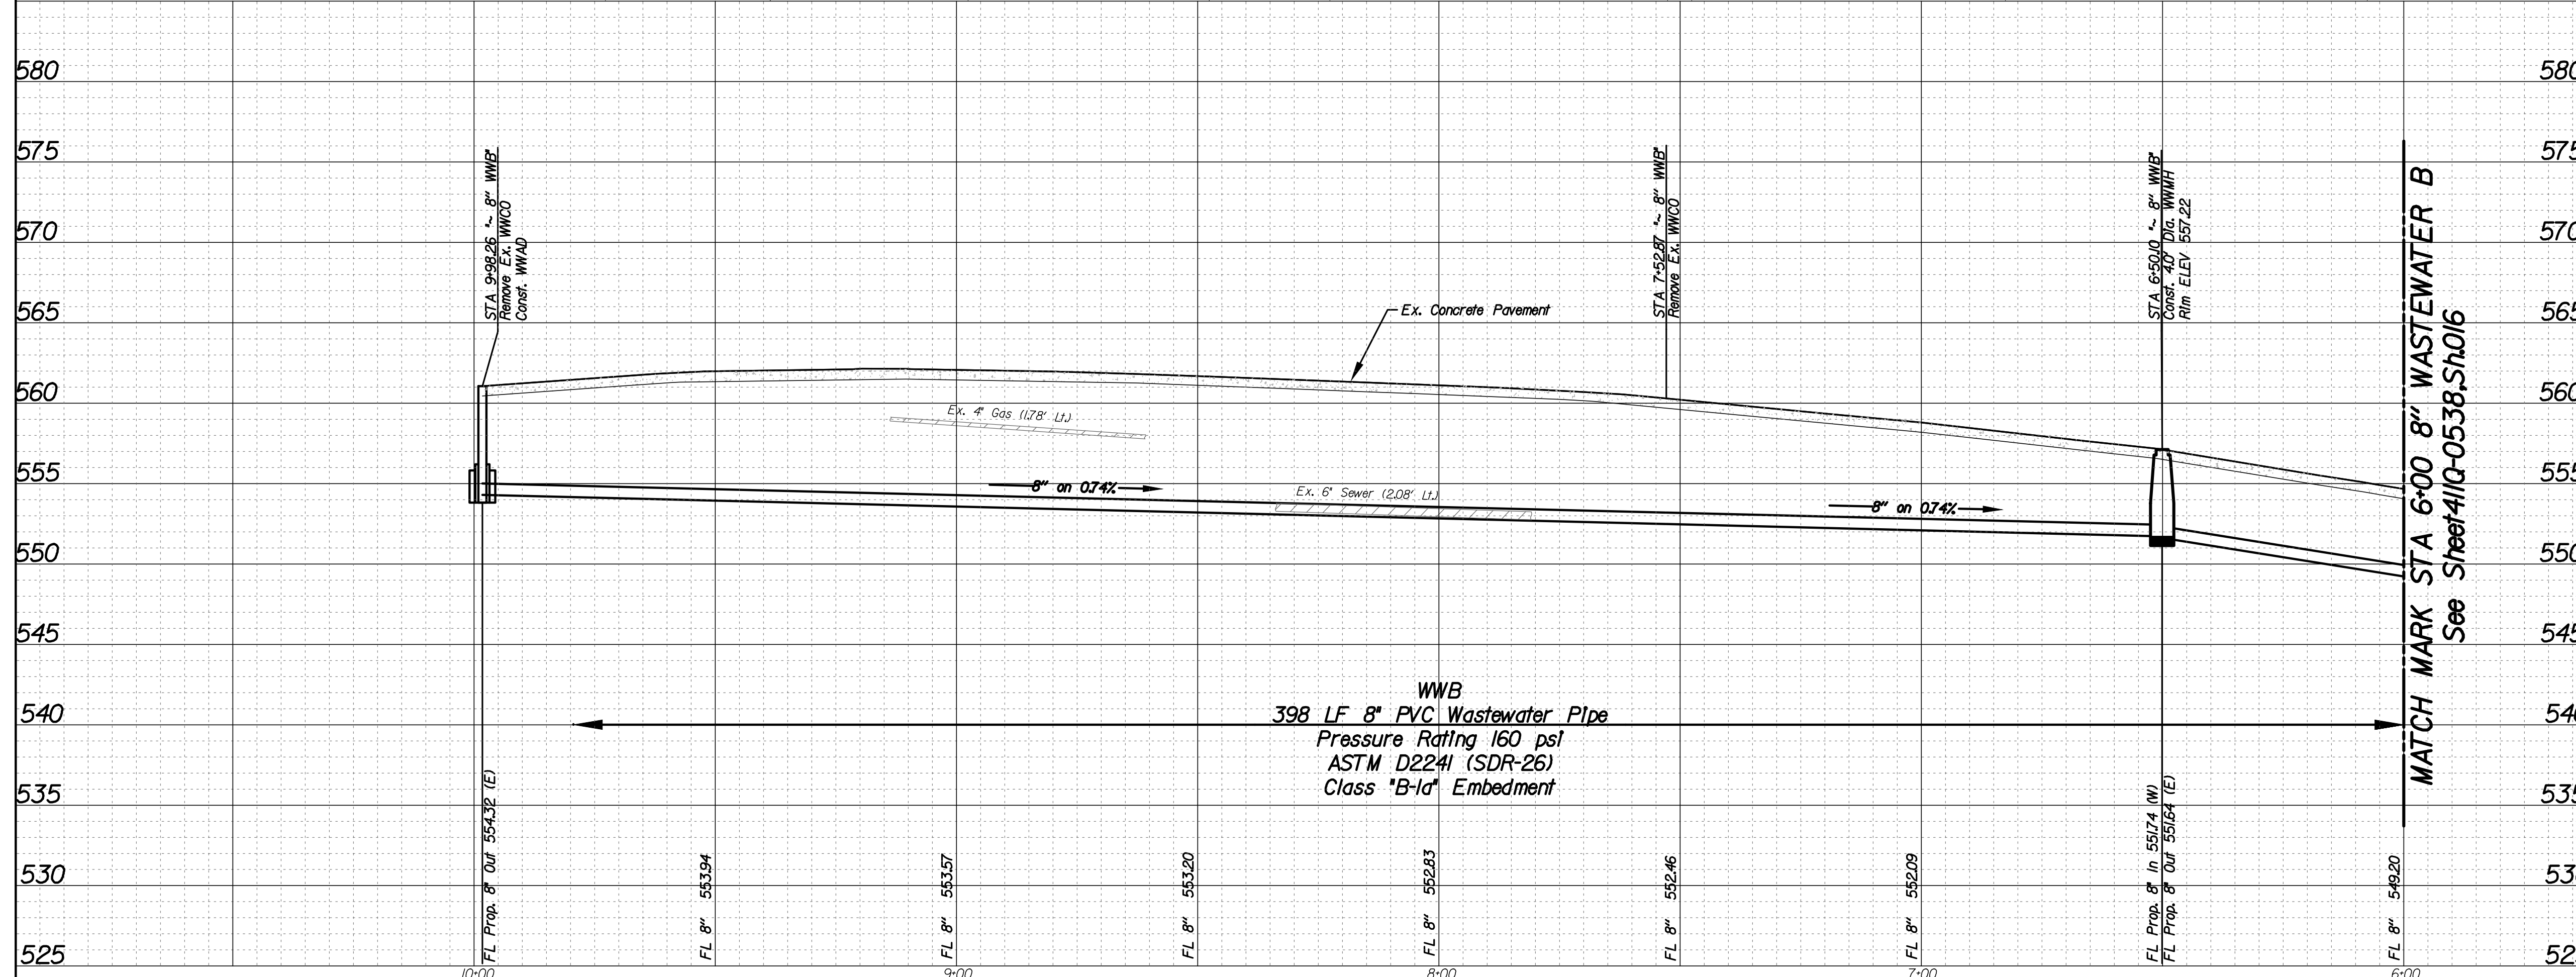 580
575
570
565
560
555
550
545
540
535
530
525
STA 9+98.26 "~ 8" WWB"
Remove Ex. WWCO
Const. WWAD
STA 7+52.87 "~ 8" WWB"
Remove Ex. WWCO
STA 6+50.10 "~ 8" WWB"
Const. 4.0' Dia. WWMH
Rim ELEV 557.22
Ex. Concrete Pavement
Ex. 4" Gas (1.78' Lt.)
8" on 0.74%
Ex. 6" Sewer (2.08' Lt.)
8" on 0.74%
MATCH MARK STA 6+00 8" WASTEWATER B
See Sheet411Q-0538,Sh.016
WWB
398 LF 8" PVC Wastewater Pipe
Pressure Rating 160 psi
ASTM D2241 (SDR-26)
Class "B-1a" Embedment
FL Prop. 8" Out 554.32 (E)
FL 8" 553.94
FL 8" 553.57
FL 8" 553.20
FL 8" 552.83
FL 8" 552.46
FL 8" 552.09
FL Prop. 8" In 551.74 (W)
FL Prop. 8" Out 551.64 (E)
FL 8" 549.20
10+00
9+00
8+00
7+00
6+00